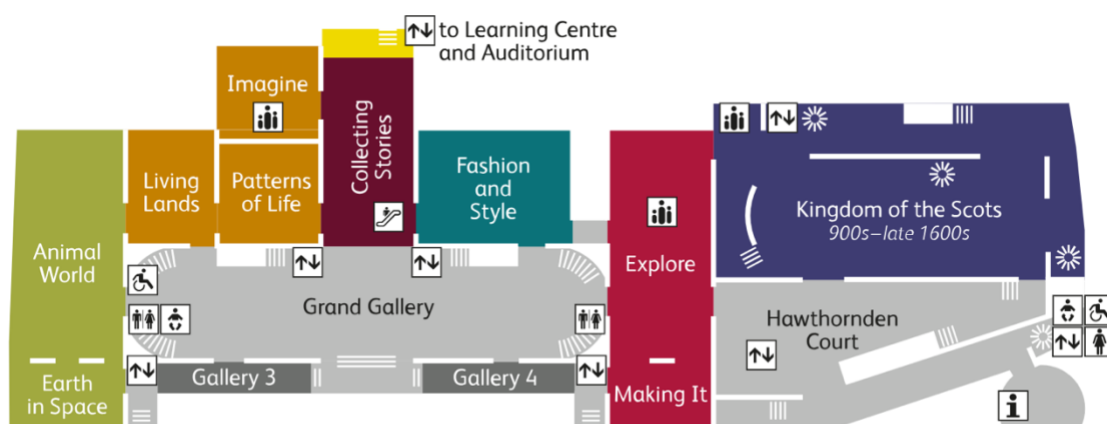 to Learning Centre
and Auditorium
Imagine
Collecting
Stories
Living
Lands
Patterns
of Life
Fashion
and
Style
Kingdom of the Scots
900s–late 1600s
Animal
World
Explore
Grand Gallery
Hawthornden
Court
Gallery 3
Gallery 4
Earth
in Space
Making It
i